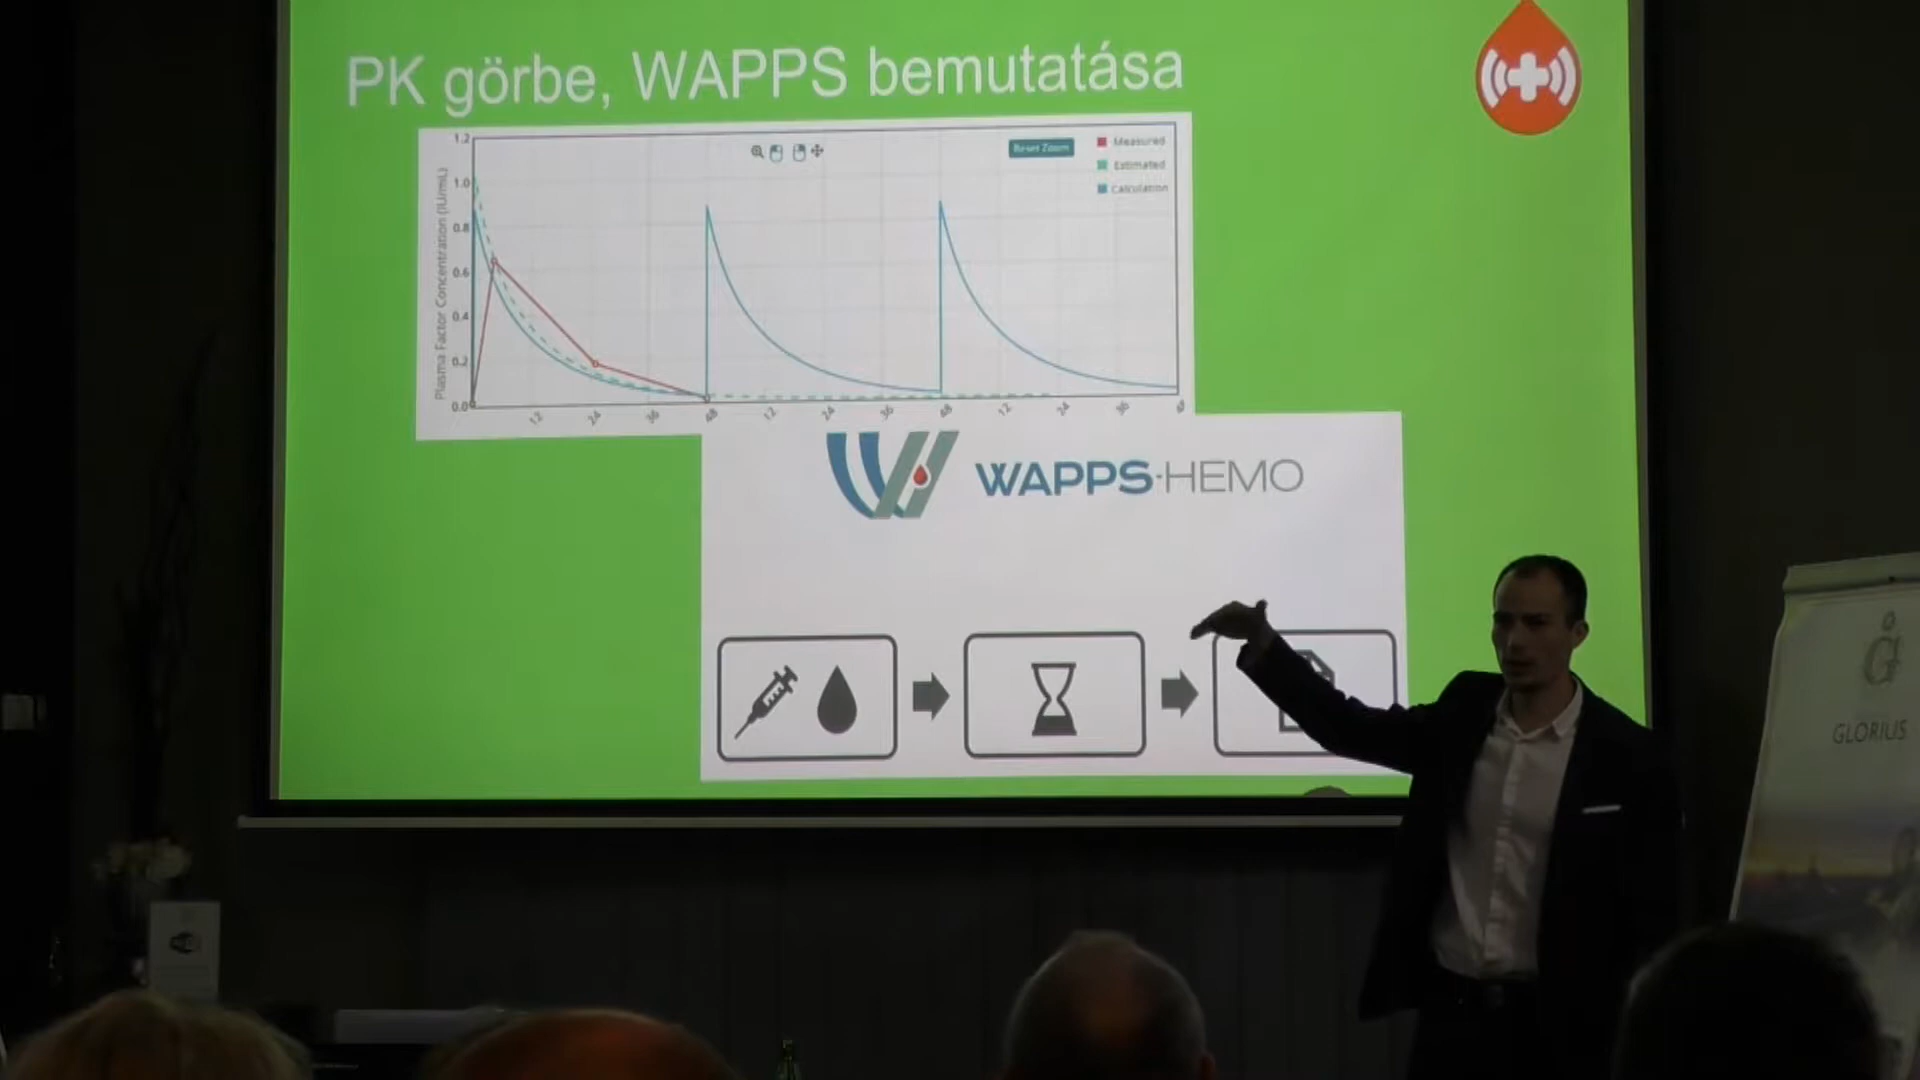 PK görbe, WAPPS bemutatása
1.2
1.0
0.8
0.6
0.4
0.2
0.0
Plasma Factor Concentration (IU/mL)
Reset Zoom
Measured
Estimated
Calculation
12 24 36 48 12 24 36 48 12 24 36
WAPPS-HEMO
G
GLORIUS